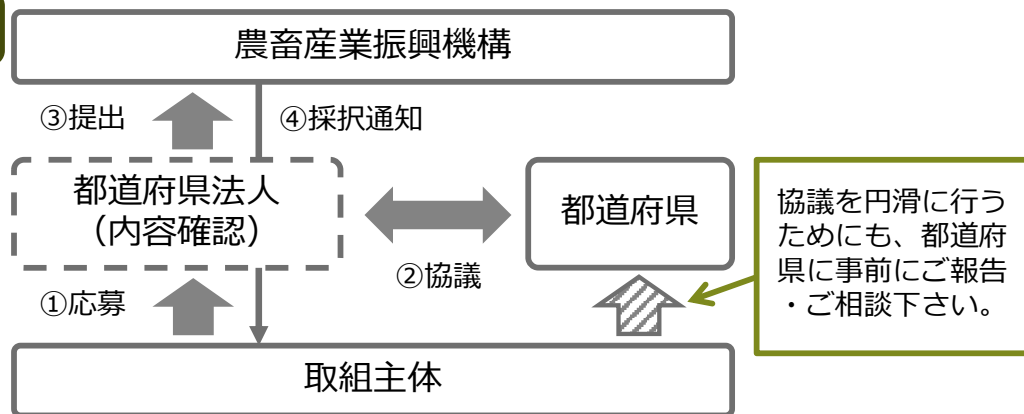 農畜産業振興機構
③提出
④採択通知
都道府県法人
（内容確認）
都道府県
②協議
①応募
取組主体
協議を円滑に行う
ためにも、都道府
県に事前にご報告
・ご相談下さい。